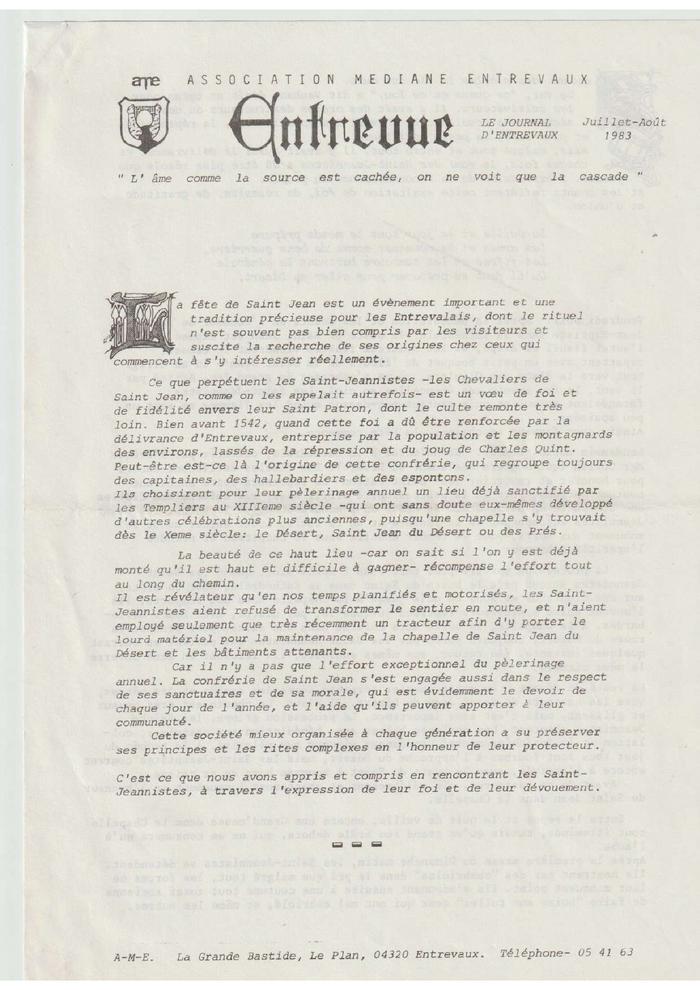 ame ASSOCIATION MEDIANE ENTREVAUX
Entrevue
LE JOURNAL D'ENTREVAUX
Juillet-Août 1983
" L' âme comme la source est cachée, on ne voit que la cascade "
La fête de Saint Jean est un évènement important et une
tradition précieuse pour les Entrevalais, dont le rituel
n'est souvent pas bien compris par les visiteurs et
suscite la recherche de ses origines chez ceux qui
commencent à s'y intéresser réellement.
Ce que perpétuent les Saint-Jeannistes -les Chevaliers de
Saint Jean, comme on les appelait autrefois- est un vœu de foi et
de fidélité envers leur Saint Patron, dont le culte remonte très
loin. Bien avant 1542, quand cette foi a dû être renforcée par la
délivrance d'Entrevaux, entreprise par la population et les montagnards
des environs, lassés de la répression et du joug de Charles Quint.
Peut-être est-ce là l'origine de cette confrérie, qui regroupe toujours
des capitaines, des hallebardiers et des espontons.
Ils choisirent pour leur pèlerinage annuel un lieu déjà sanctifié par
les Templiers au XIIIeme siècle -qui ont sans doute eux-mêmes développé
d'autres célébrations plus anciennes, puisqu'une chapelle s'y trouvait
dès le Xeme siècle: le Désert, Saint Jean du Désert ou des Prés.
La beauté de ce haut lieu -car on sait si l'on y est déjà
monté qu'il est haut et difficile à gagner- récompense l'effort tout
au long du chemin.
Il est révélateur qu'en nos temps planifiés et motorisés, les Saint-
Jeannistes aient refusé de transformer le sentier en route, et n'aient
employé seulement que très récemment un tracteur afin d'y porter le
lourd matériel pour la maintenance de la chapelle de Saint Jean du
Désert et les bâtiments attenants.
Car il n'y a pas que l'effort exceptionnel du pèlerinage
annuel. La confrérie de Saint Jean s'est engagée aussi dans le respect
de ses sanctuaires et de sa morale, qui est évidemment le devoir de
chaque jour de l'année, et l'aide qu'ils peuvent apporter à leur
communauté.
Cette société mieux organisée à chaque génération a su préserver
ses principes et les rites complexes en l'honneur de leur protecteur.
C'est ce que nous avons appris et compris en rencontrant les Saint-
Jeannistes, à travers l'expression de leur foi et de leur dévouement.
A-M-E. La Grande Bastide, Le Plan, 04320 Entrevaux. Téléphone- 05 41 63